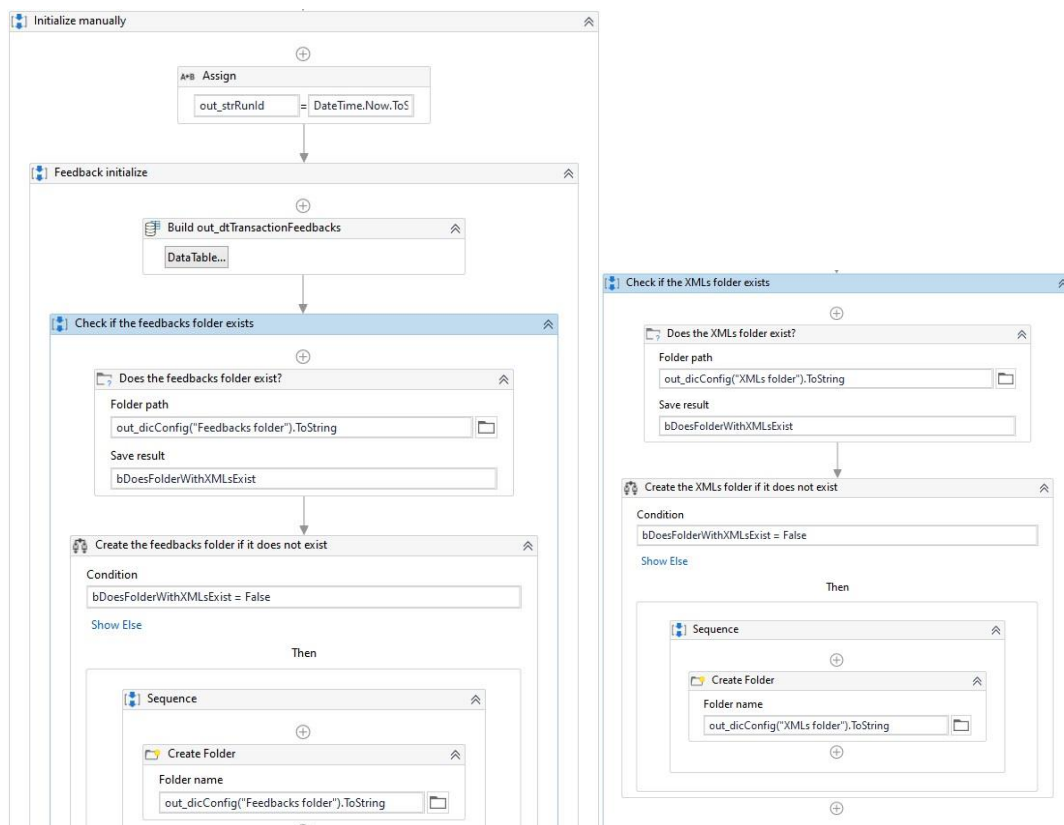 Initialize manually
A*B Assign
out_strRunId = DateTime.Now.ToS
Feedback initialize
Build out_dtTransactionFeedbacks
DataTable...
Check if the feedbacks folder exists
Does the feedbacks folder exist?
Folder path
out_dicConfig("Feedbacks folder").ToString
Save result
bDoesFolderWithXMLsExist
Create the feedbacks folder if it does not exist
Condition
bDoesFolderWithXMLsExist = False
Show Else
Then
Sequence
Create Folder
Folder name
out_dicConfig("Feedbacks folder").ToString
Check if the XMLs folder exists
Does the XMLs folder exist?
Folder path
out_dicConfig("XMLs folder").ToString
Save result
bDoesFolderWithXMLsExist
Create the XMLs folder if it does not exist
Condition
bDoesFolderWithXMLsExist = False
Show Else
Then
Sequence
Create Folder
Folder name
out_dicConfig("XMLs folder").ToString